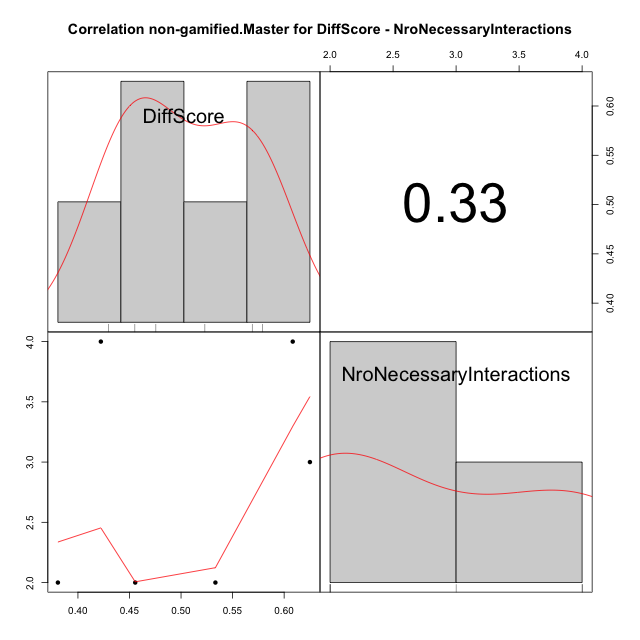 Correlation non-gamified.Master for DiffScore - NroNecessaryInteractions
2.0 2.5 3.0 3.5 4.0
DiffScore
0.33
0.60
0.55
0.50
0.45
0.40
4.0
3.5
3.0
2.5
2.0
NroNecessaryInteractions
0.40 0.45 0.50 0.55 0.60